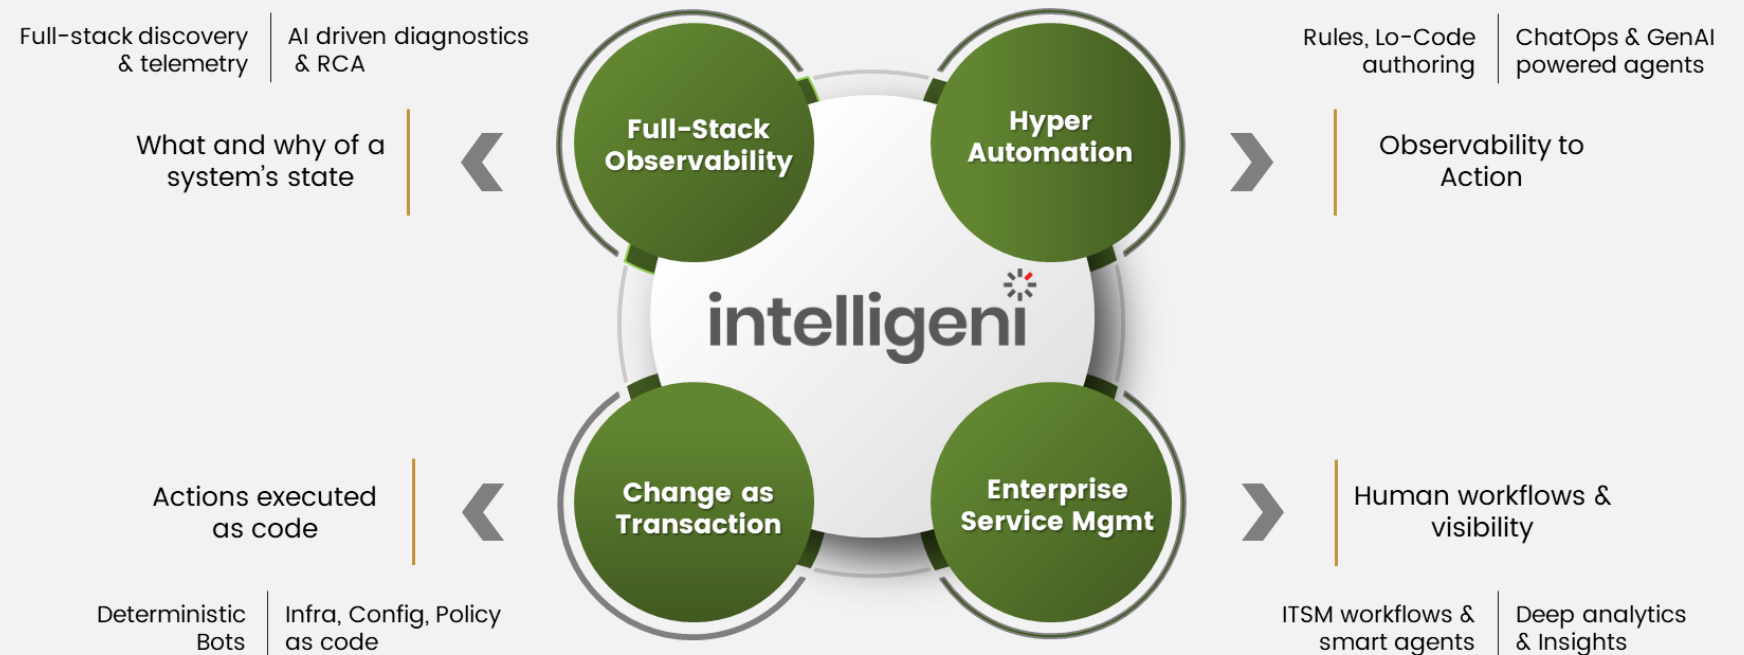 Full-stack discovery
& telemetry
AI driven diagnostics
& RCA
What and why of a
system's state
Full-Stack
Observability
Hyper
Automation
Rules, Lo-Code
authoring
ChatOps & GenAI
powered agents
Observability to
Action
intelligeni
Actions executed
as code
Deterministic
Bots
Infra, Config, Policy
as code
Change as
Transaction
Enterprise
Service Mgmt
Human workflows &
visibility
ITSM workflows &
smart agents
Deep analytics
& Insights